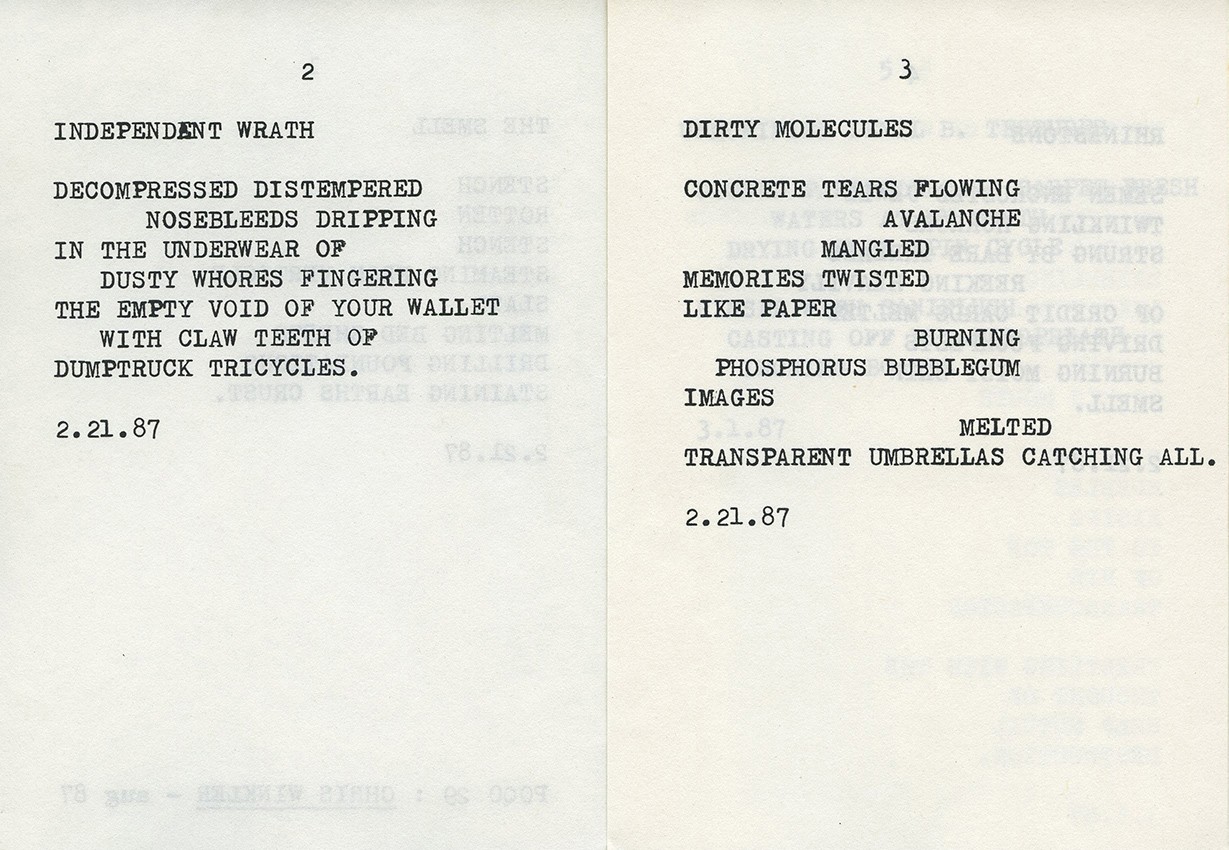 2
INDEPENDANT WRATH
DECOMPRESSED DISTEMPERED
NOSEBLEEDS DRIPPING
IN THE UNDERWEAR OF
DUSTY WHORES FINGERING
THE EMPTY VOID OF YOUR WALLET
WITH CLAW TEETH OF
DUMPTRUCK TRICYCLES.
2.21.87
3
DIRTY MOLECULES
CONCRETE TEARS FLOWING
AVALANCHE
MANGLED
MEMORIES TWISTED
LIKE PAPER
BURNING
PHOSPHORUS BUBBLEGUM
IMAGES
MELTED
TRANSPARENT UMBRELLAS CATCHING ALL.
2.21.87